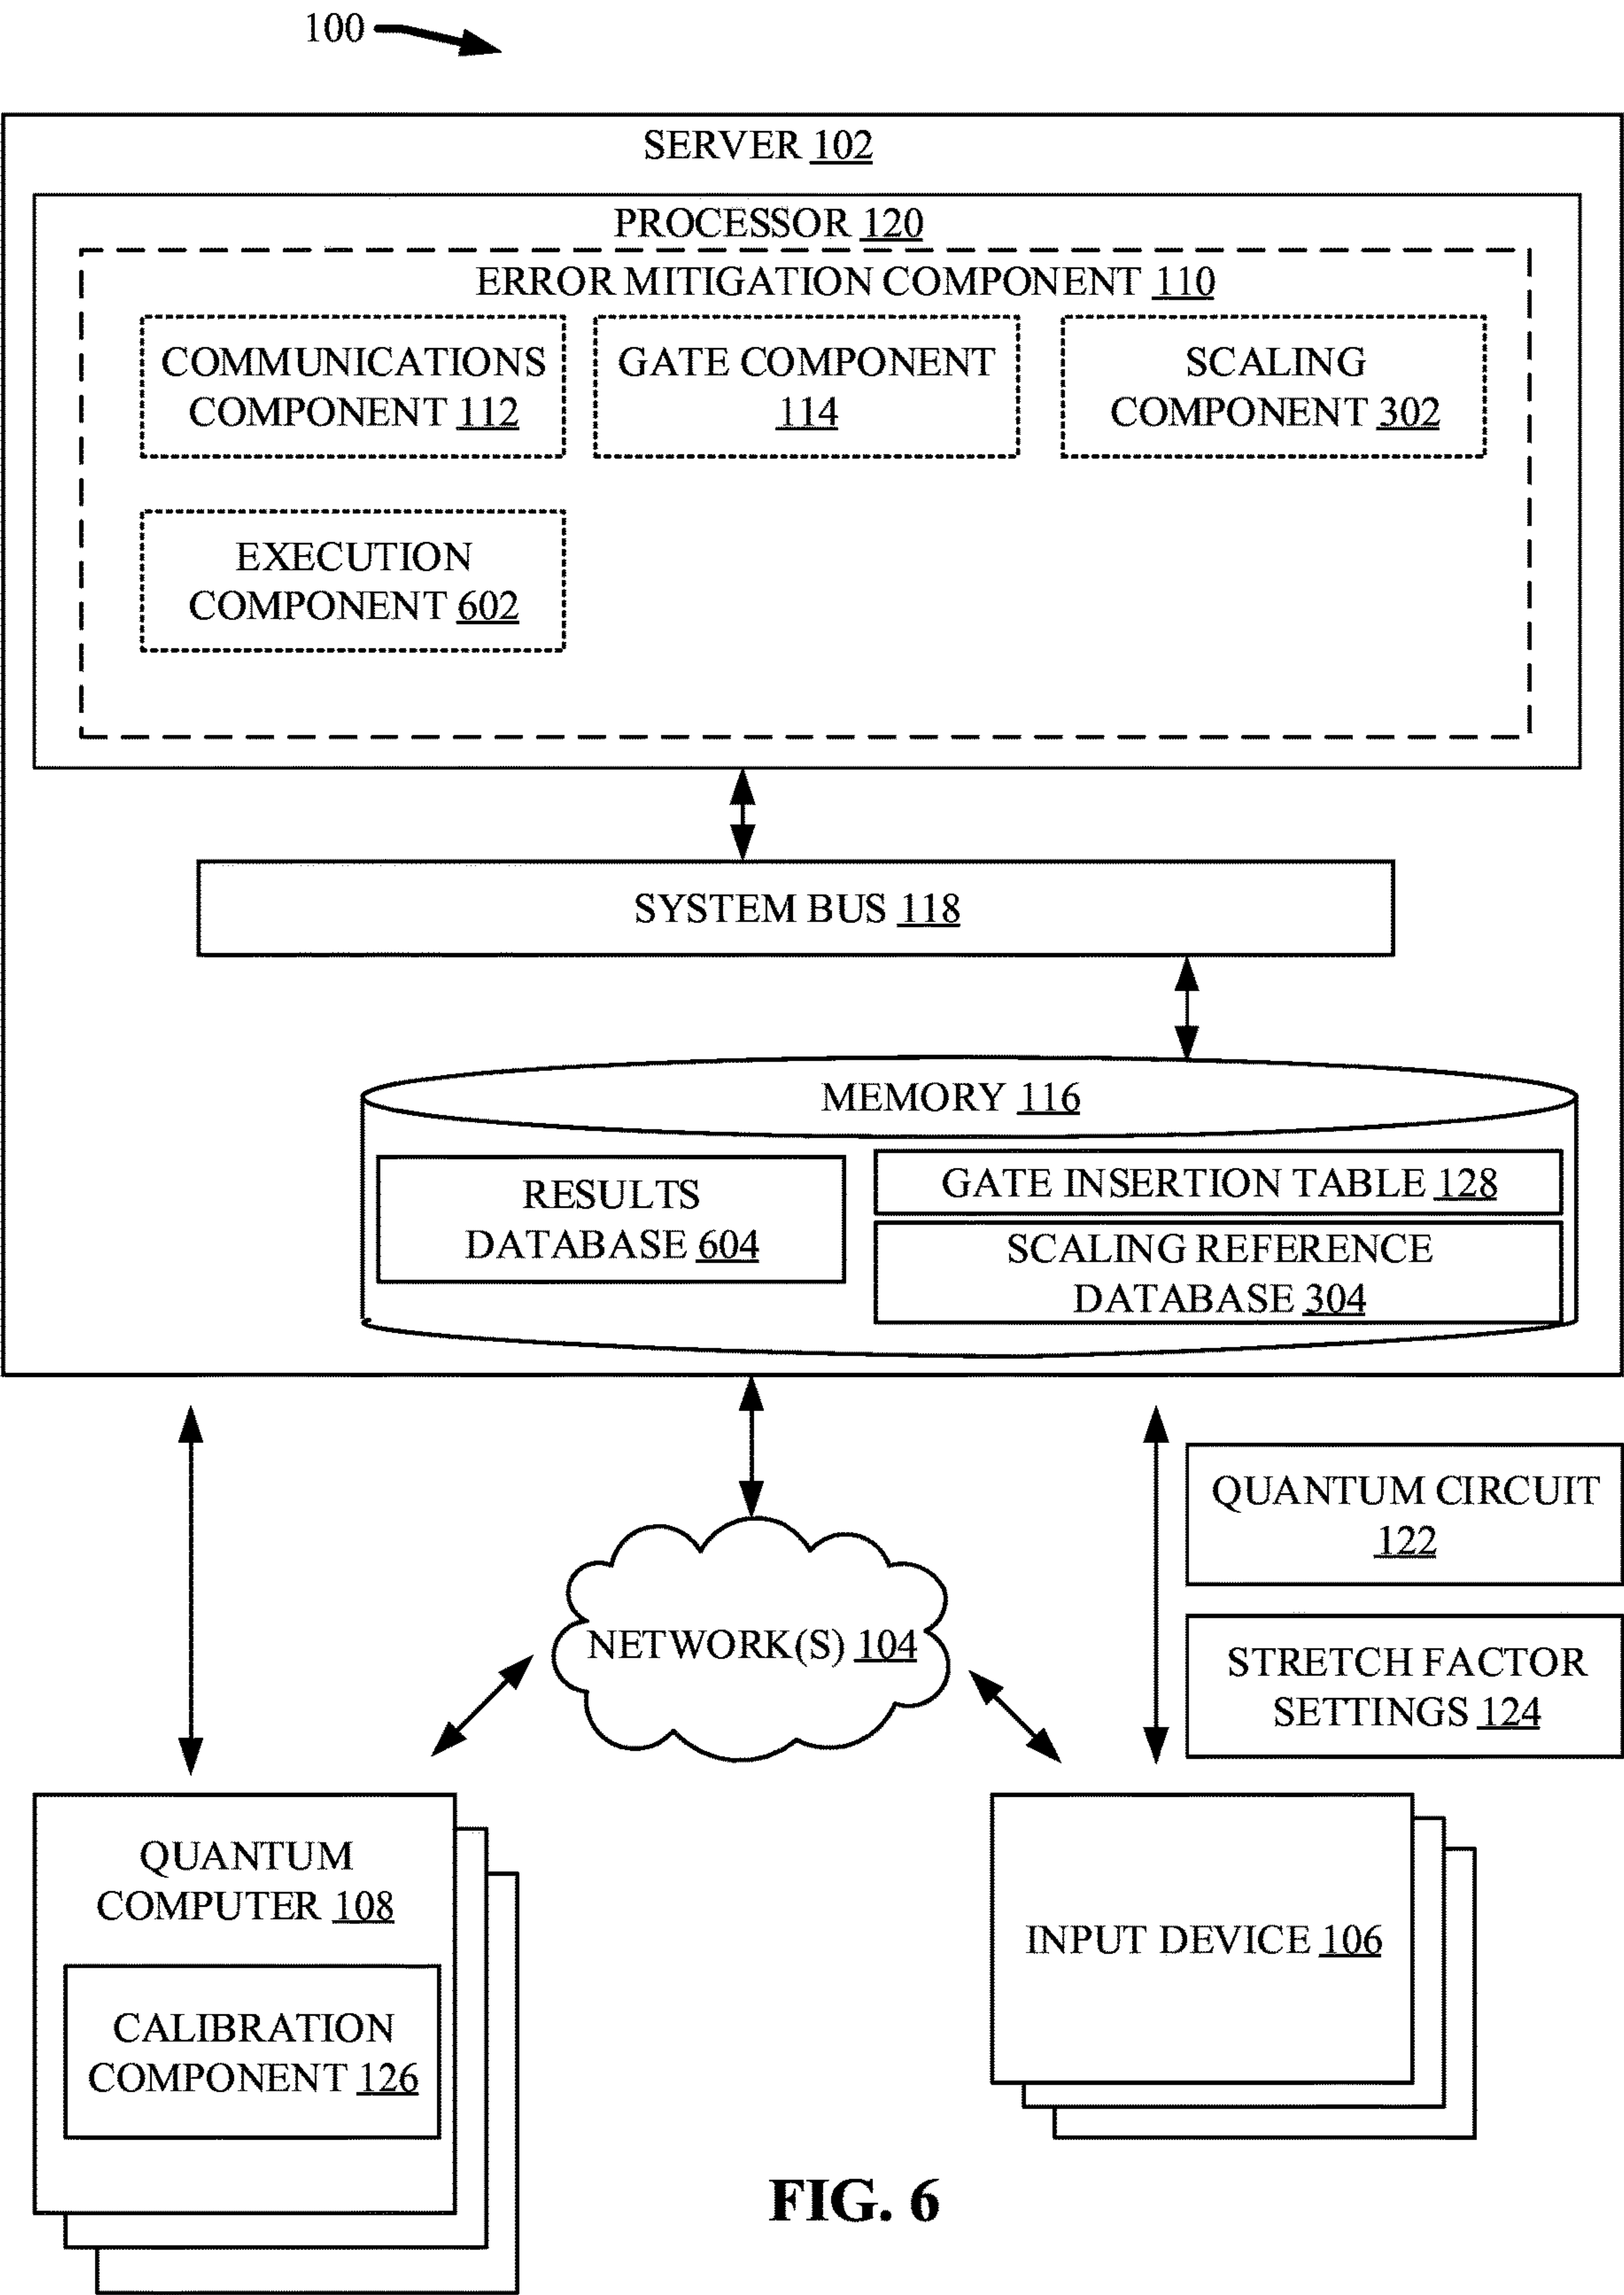 100
SERVER 102
PROCESSOR 120
ERROR MITIGATION COMPONENT 110
COMMUNICATIONS
COMPONENT 112
GATE COMPONENT
114
SCALING
COMPONENT 302
EXECUTION
COMPONENT 602
SYSTEM BUS 118
MEMORY 116
RESULTS
DATABASE 604
GATE INSERTION TABLE 128
SCALING REFERENCE
DATABASE 304
QUANTUM CIRCUIT
122
NETWORK(S) 104
STRETCH FACTOR
SETTINGS 124
QUANTUM
COMPUTER 108
CALIBRATION
COMPONENT 126
INPUT DEVICE 106
FIG. 6